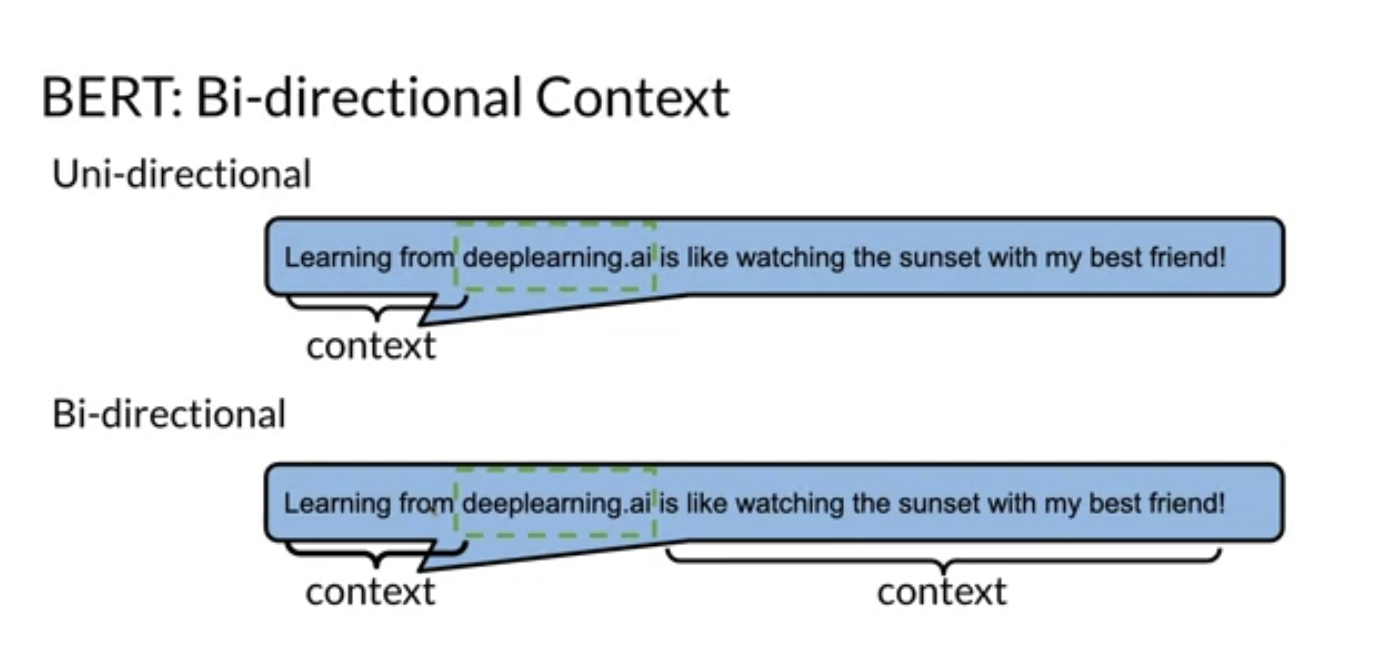 BERT: Bi-directional Context
Uni-directional
Learning from deeplearning.ai is like watching the sunset with my best friend!
context
Bi-directional
Learning from deeplearning.ai is like watching the sunset with my best friend!
context context